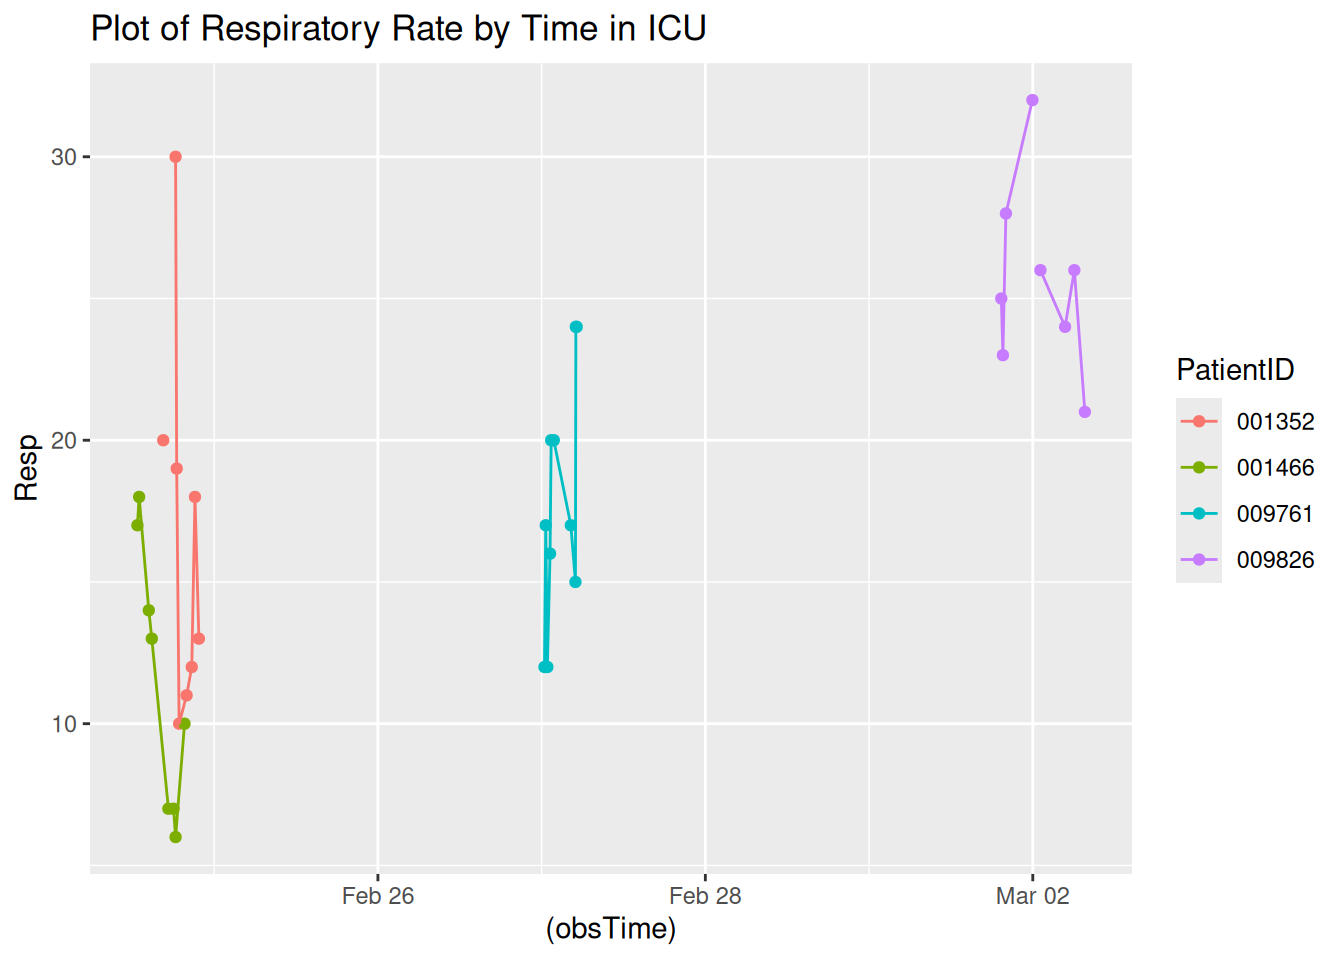 Plot of Respiratory Rate by Time in ICU
Resp
30
20
10
Feb 26
Feb 28
Mar 02
(obsTime)
PatientID
001352
001466
009761
009826